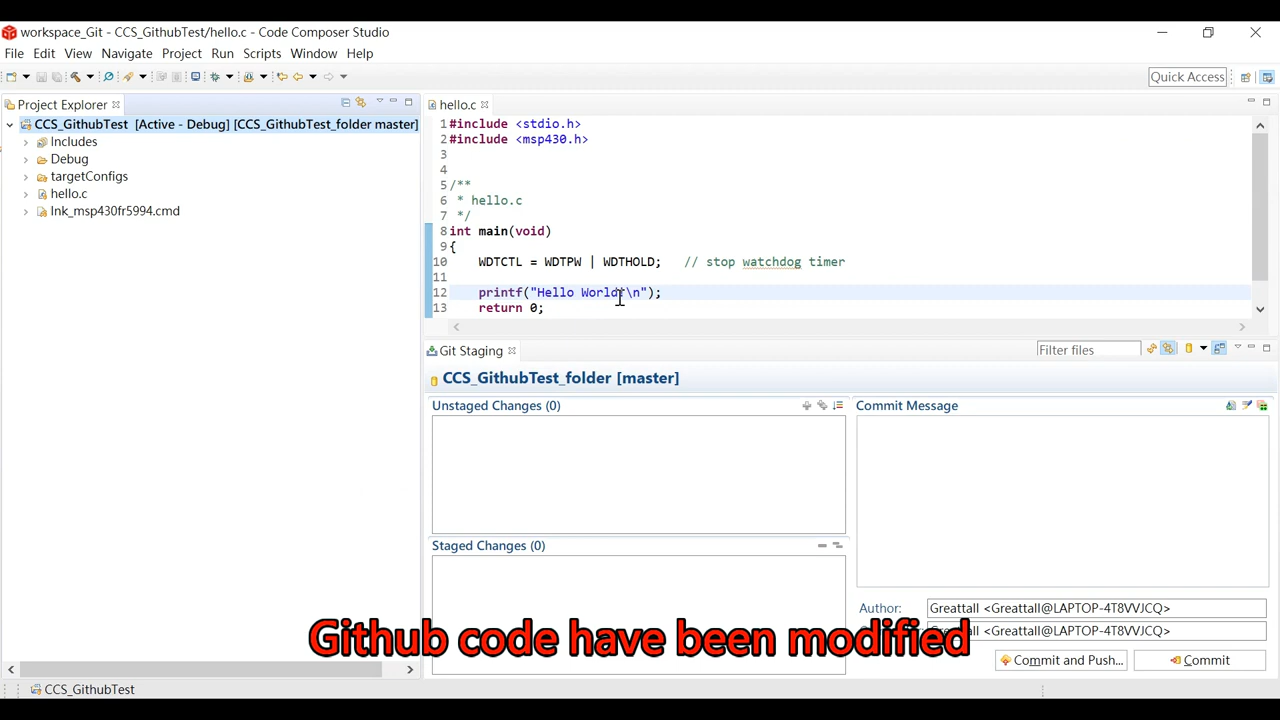 workspace_Git - CCS_GithubTest/hello.c - Code Composer Studio
File Edit View Navigate Project Run Scripts Window Help
Quick Access
Project Explorer
CCS_GithubTest [Active - Debug] [CCS_GithubTest_folder master]
Includes
Debug
targetConfigs
hello.c
lnk_msp430fr5994.cmd
hello.c
1 #include <stdio.h>
2 #include <msp430.h>
3
4
5 /**
6 * hello.c
7 */
8 int main(void)
9 {
10 WDTCTL = WDTPW | WDTHOLD; // stop watchdog timer
11
12 printf("Hello World!\n");
13 return 0;
Git Staging
Filter files
CCS_GithubTest_folder [master]
Unstaged Changes (0)
Commit Message
Staged Changes (0)
Author: Greattall <Greattall@LAPTOP-4T8VVJCQ>
Greattall <Greattall@LAPTOP-4T8VVJCQ>
Github code have been modified
Commit and Push...
Commit
CCS_GithubTest